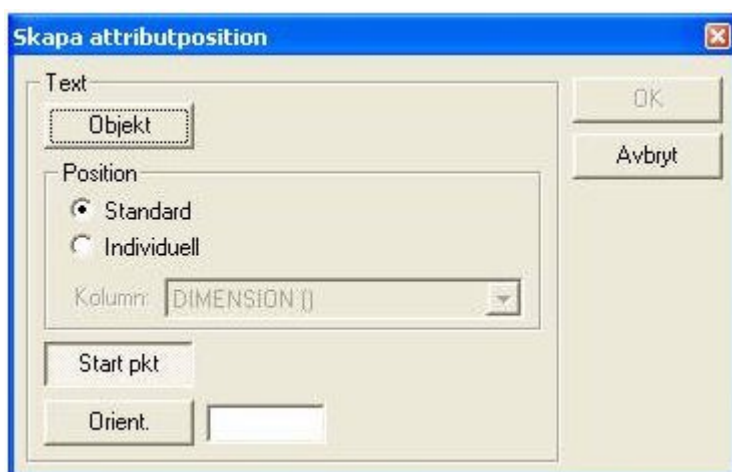 Skapa attributposition
Text
Objekt
OK
Avbryt
Position
Standard
Individuell
Kolumn: DIMENSION ()
Start pkt
Orient.